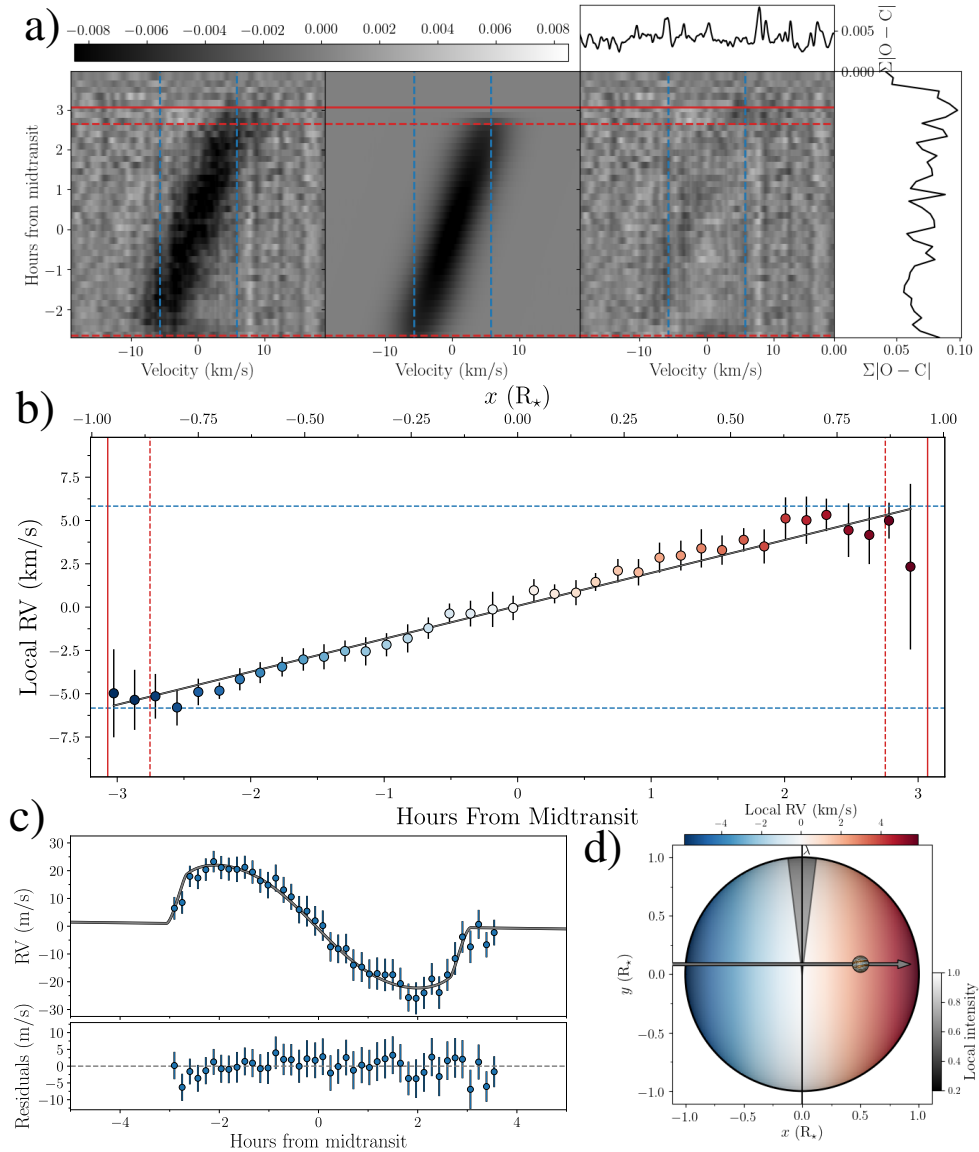 a)
−0.008 −0.006 −0.004 −0.002 0.000 0.002 0.004 0.006 0.008
0.005
0.000
Σ|O − C|
Hours from midtransit
3
2
1
0
−1
−2
−10 0 10
Velocity (km/s)
−10 0 10
Velocity (km/s)
−10 0 10
Velocity (km/s)
0.00 0.05 0.10
Σ|O − C|
b)
x (R⋆)
−1.00 −0.75 −0.50 −0.25 0.00 0.25 0.50 0.75 1.00
Local RV (km/s)
7.5
5.0
2.5
0.0
−2.5
−5.0
−7.5
−3 −2 −1 0 1 2 3
Hours From Midtransit
c)
RV (m/s)
30
20
10
0
−10
−20
−30
Residuals (m/s)
10
5
0
−5
−10
−4 −2 0 2 4
Hours from midtransit
d)
Local RV (km/s)
−4 −2 0 2 4
λ
y (R⋆)
1.0
0.5
0.0
−0.5
−1.0
−1.0 −0.5 0.0 0.5 1.0
x (R⋆)
1.0
0.8
0.6
0.4
0.2
Local intensity